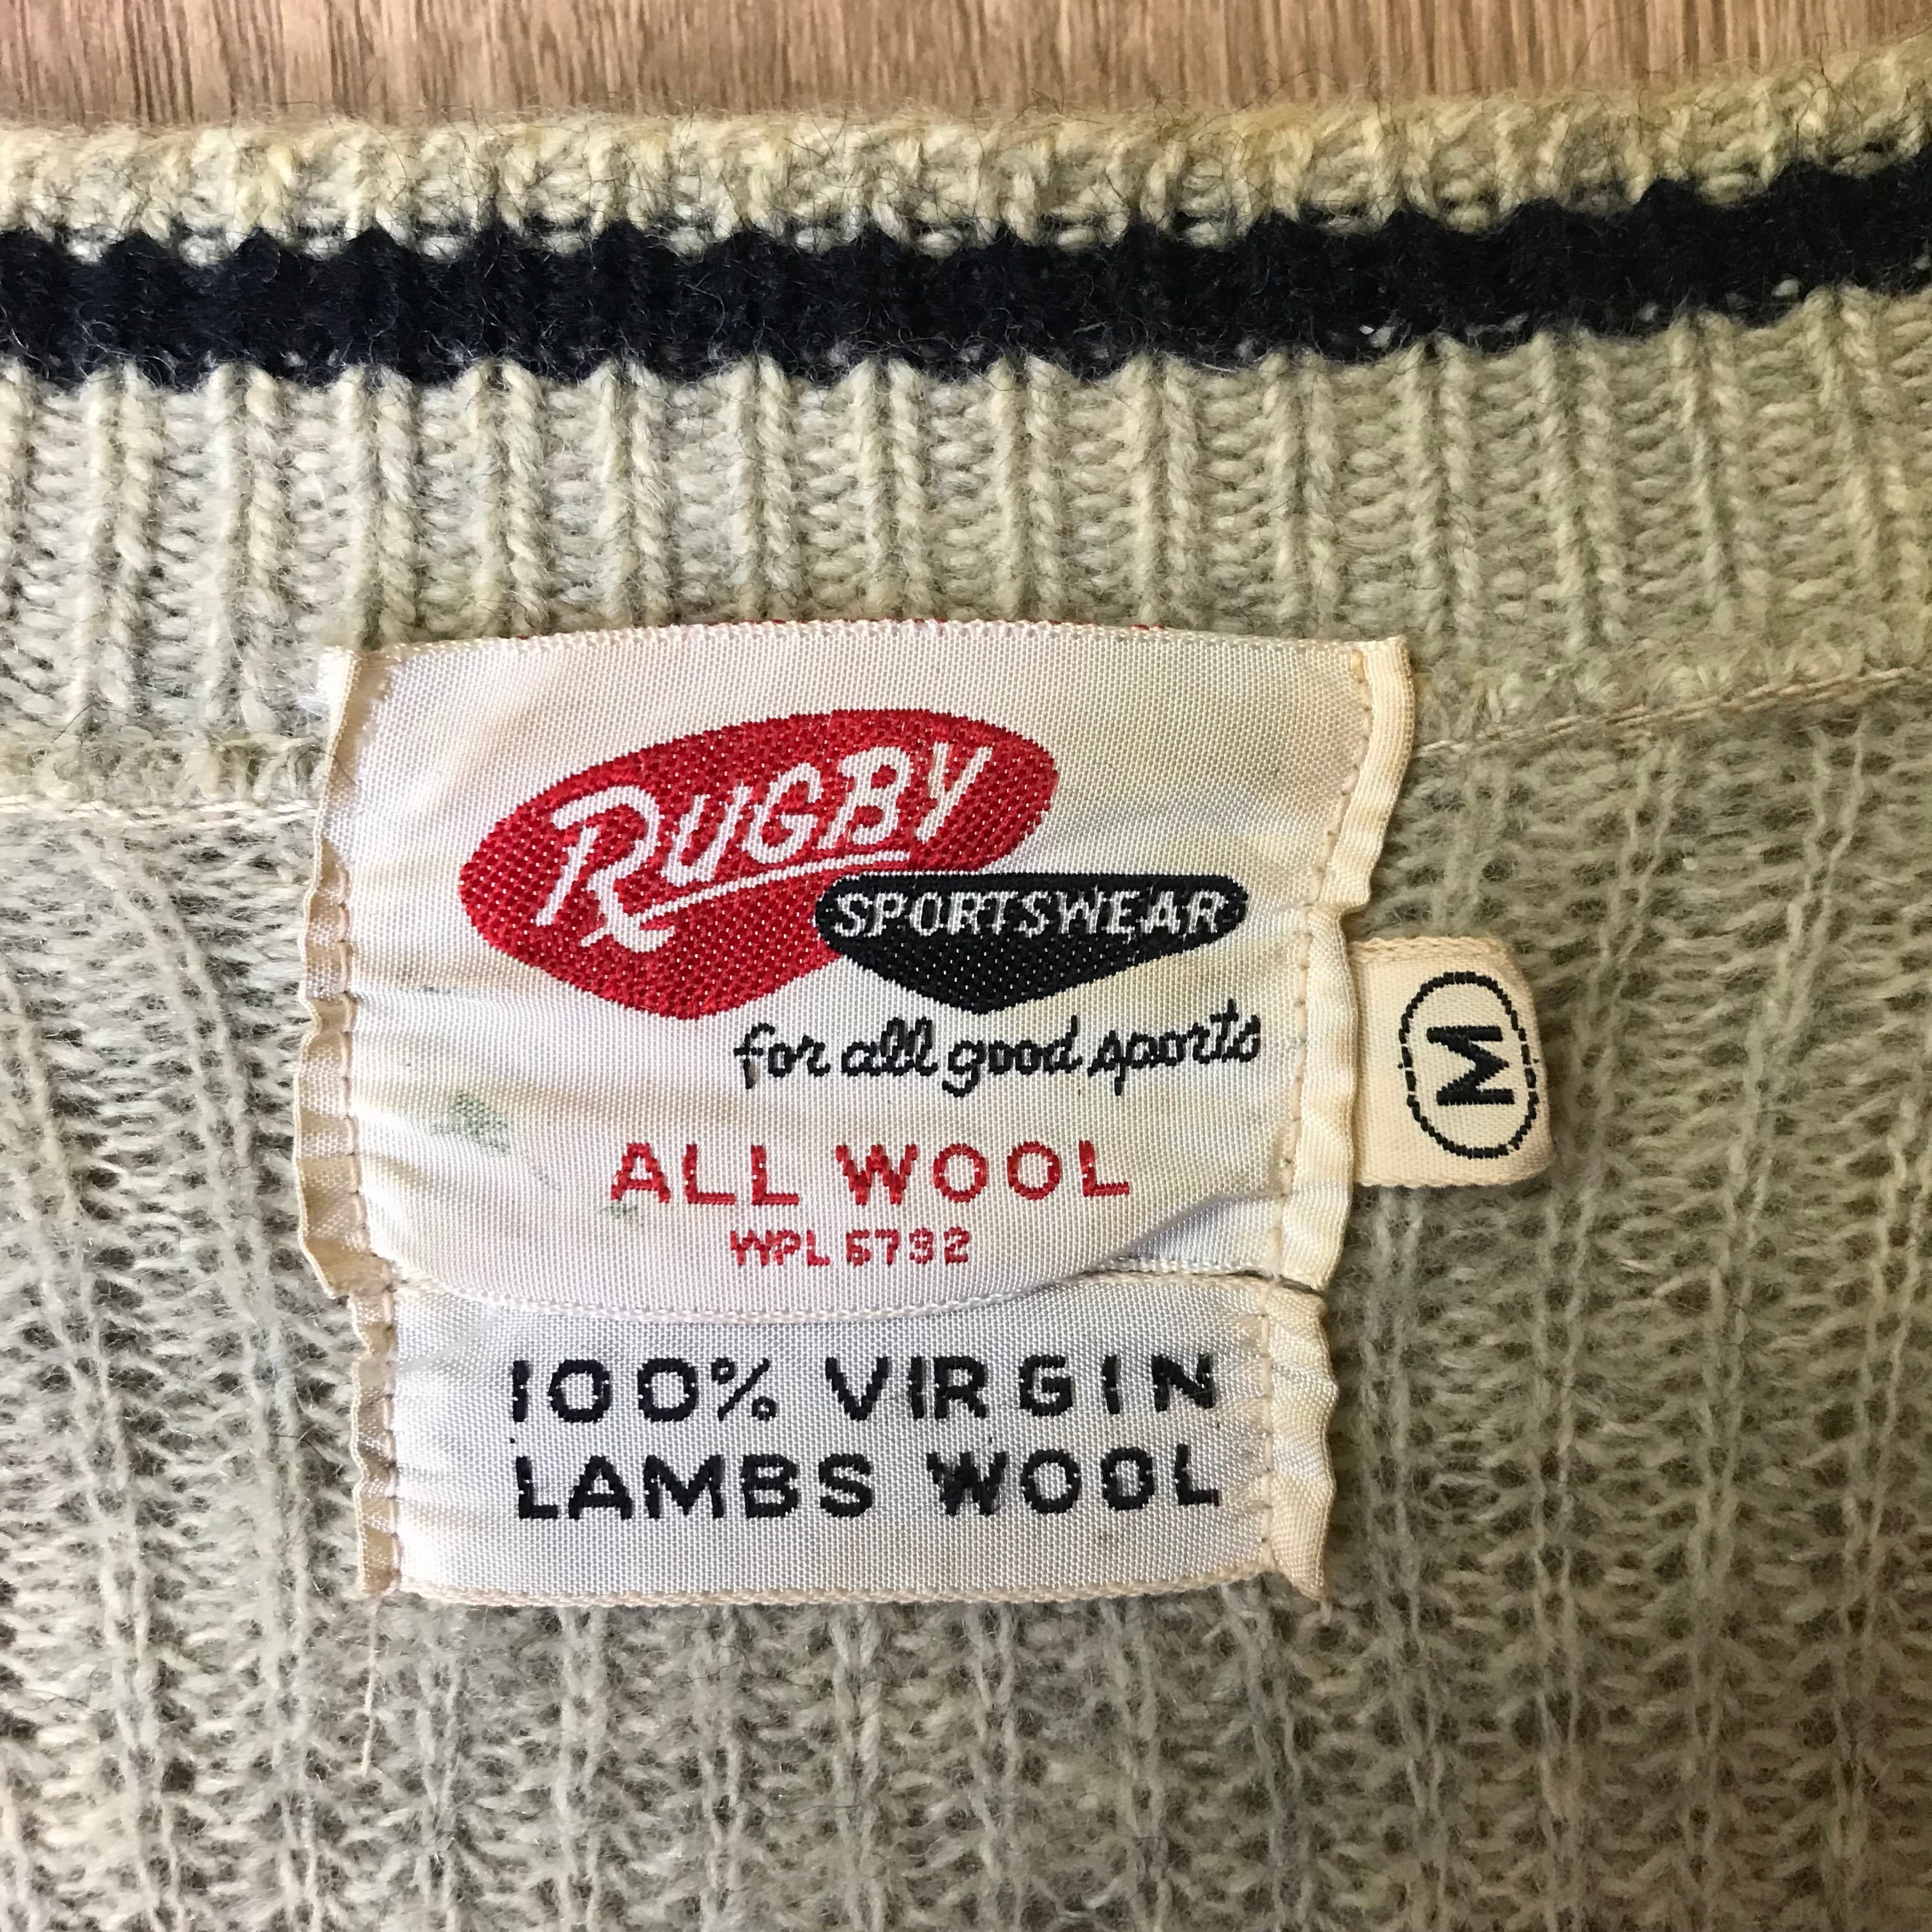 RUGBY
SPORTSWEAR
for all good sports
ALL WOOL
WPL 5732
100% VIRGIN
LAMBS WOOL
M